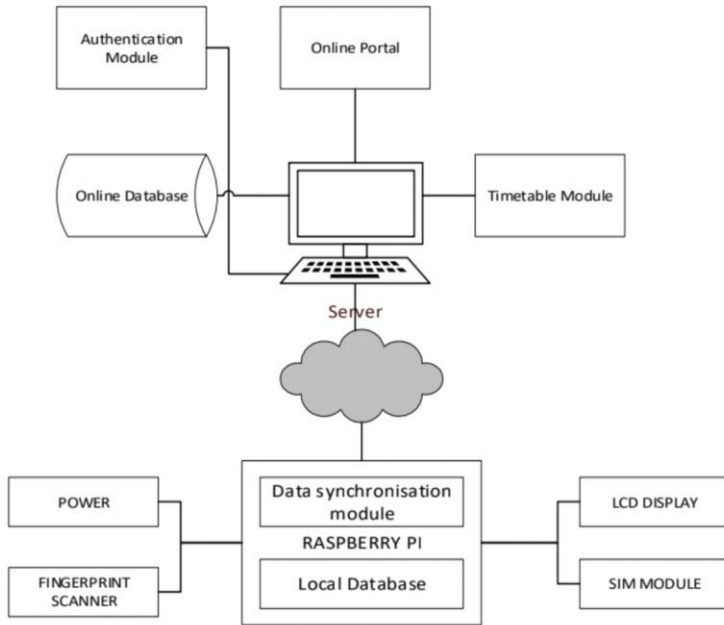 Authentication
Module
Online Portal
Online Database
Timetable Module
Server
POWER
Data synchronisation
module
LCD DISPLAY
RASPBERRY PI
FINGERPRINT
SCANNER
Local Database
SIM MODULE